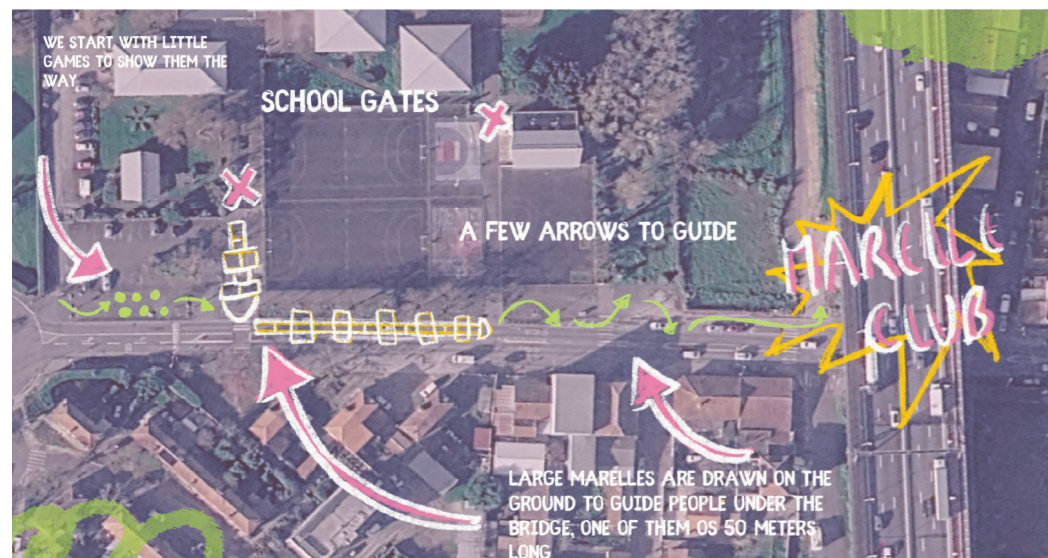 WE START WITH LITTLE
GAMES TO SHOW THEM THE
WAY
SCHOOL GATES
A FEW ARROWS TO GUIDE
MARELLE
CLUB
LARGE MARELLES ARE DRAWN ON THE
GROUND TO GUIDE PEOPLE UNDER THE
BRIDGE, ONE OF THEM OS 50 METERS
LONG